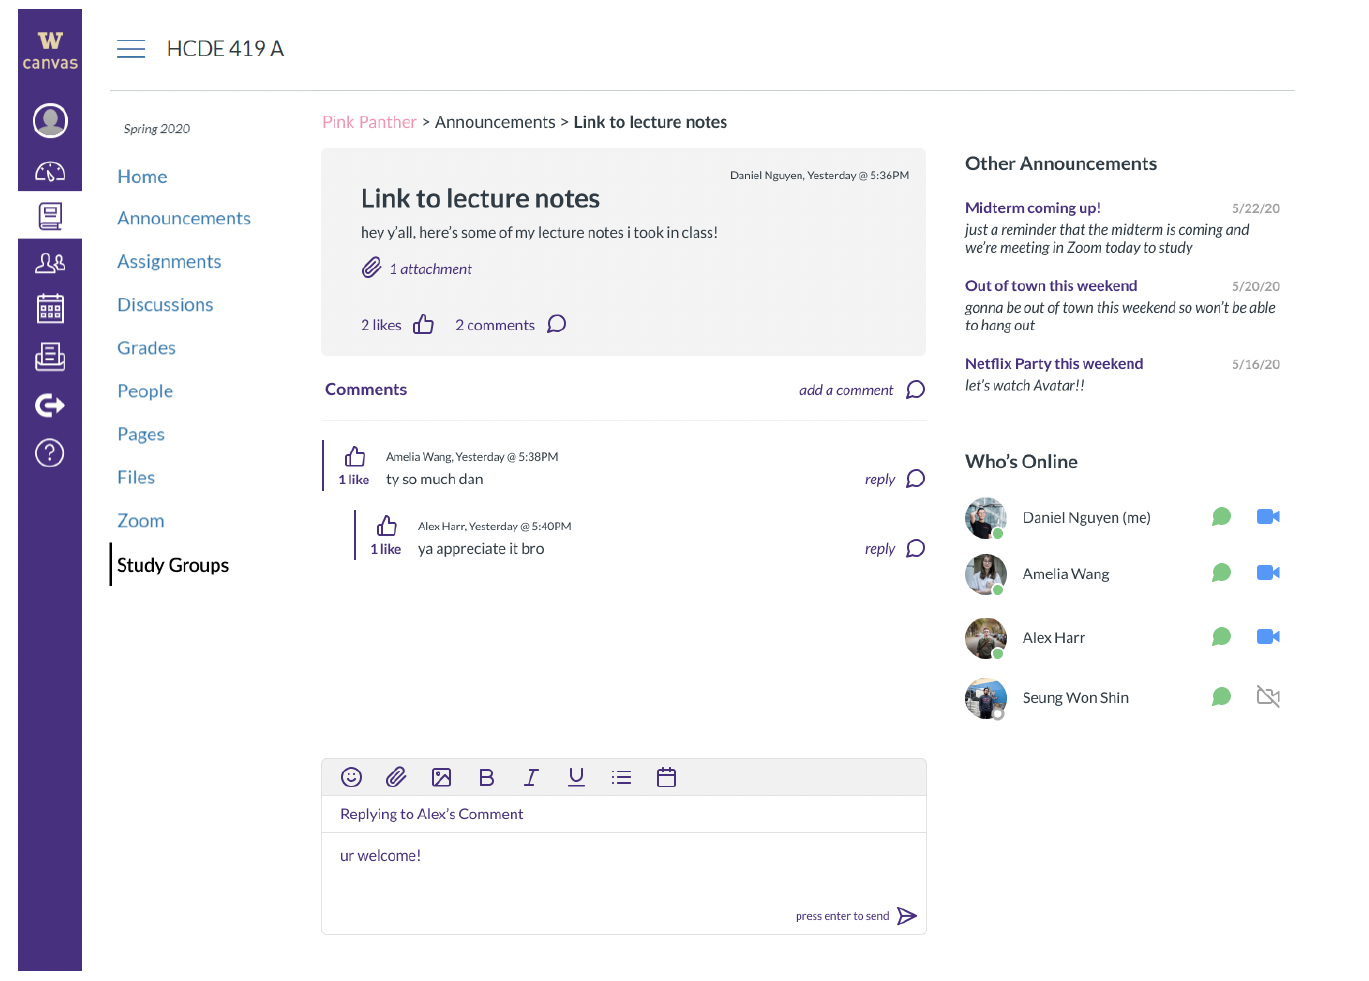 W
canvas
HCDE 419 A
Spring 2020
Home
Announcements
Assignments
Discussions
Grades
People
Pages
Files
Zoom
Study Groups
Pink Panther > Announcements > Link to lecture notes
Daniel Nguyen, Yesterday @ 5:36PM
Link to lecture notes
hey y'all, here's some of my lecture notes i took in class!
1 attachment
2 likes 2 comments
Comments add a comment
Amelia Wang, Yesterday @ 5:38PM
1 like ty so much dan reply
Alex Harr, Yesterday @ 5:40PM
1 like ya appreciate it bro reply
Replying to Alex's Comment
ur welcome!
press enter to send
Other Announcements
Midterm coming up! 5/22/20
just a reminder that the midterm is coming and
we're meeting in Zoom today to study
Out of town this weekend 5/20/20
gonna be out of town this weekend so won't be able
to hang out
Netflix Party this weekend 5/16/20
let's watch Avatar!!
Who's Online
Daniel Nguyen (me)
Amelia Wang
Alex Harr
Seung Won Shin